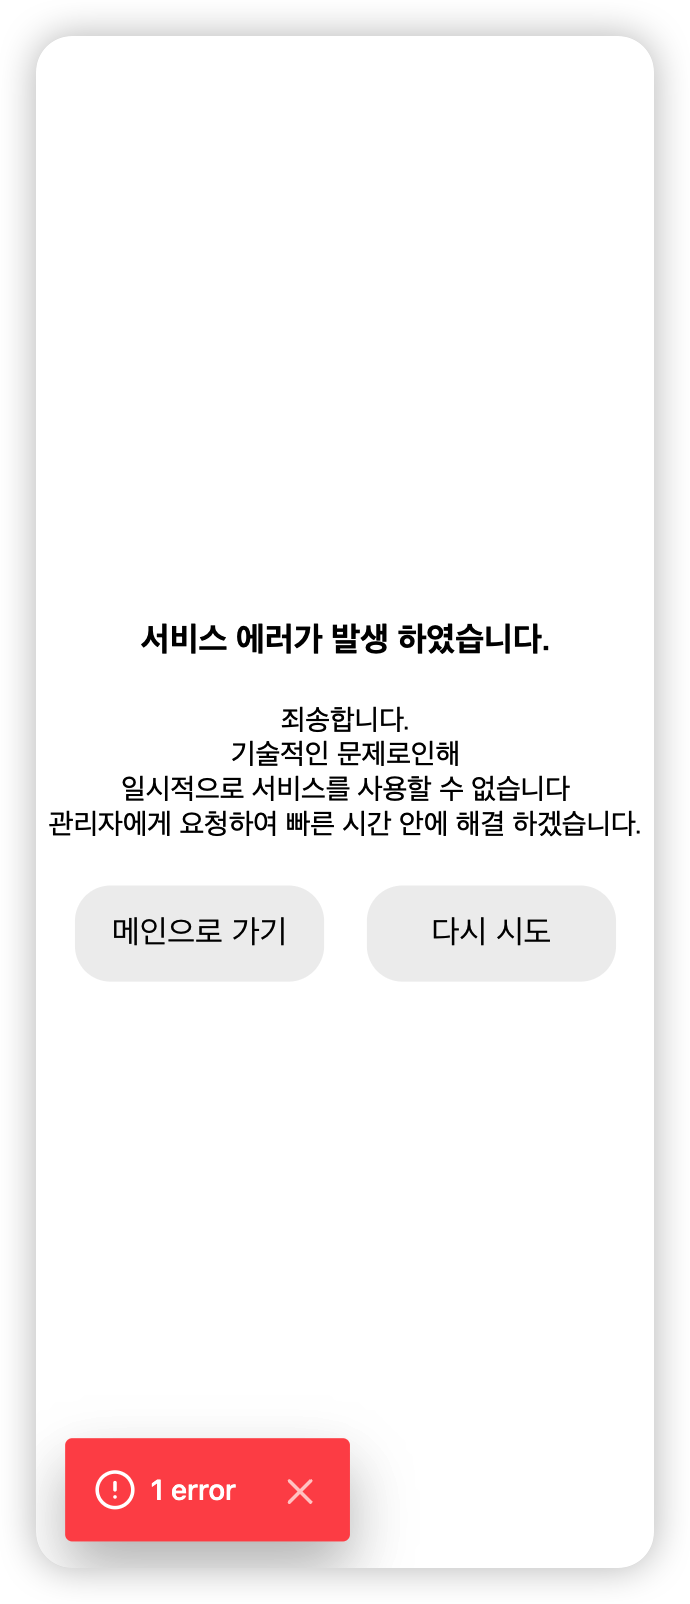 서비스 에러가 발생 하였습니다.
죄송합니다.
기술적인 문제로인해
일시적으로 서비스를 사용할 수 없습니다
관리자에게 요청하여 빠른 시간 안에 해결 하겠습니다.
메인으로 가기
다시 시도
1 error